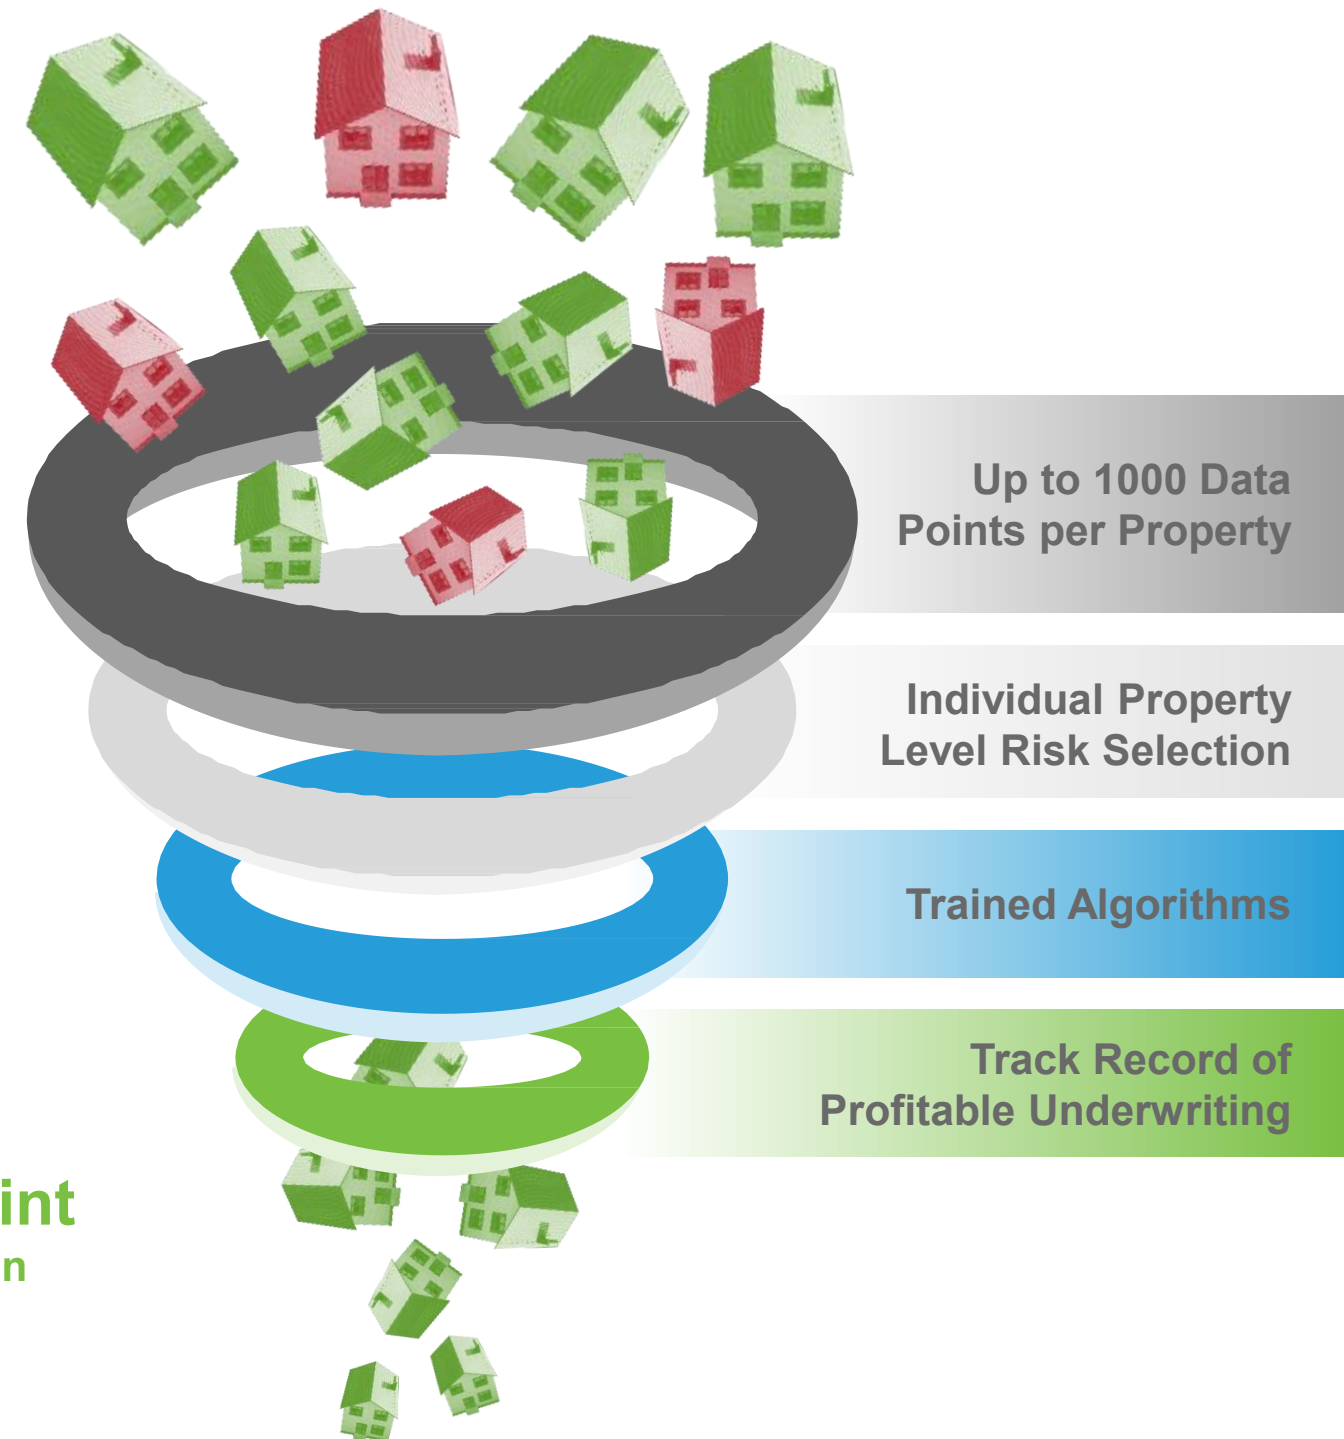 Up to 1000 Data
Points per Property
Individual Property
Level Risk Selection
Trained Algorithms
Track Record of
Profitable Underwriting
int
n